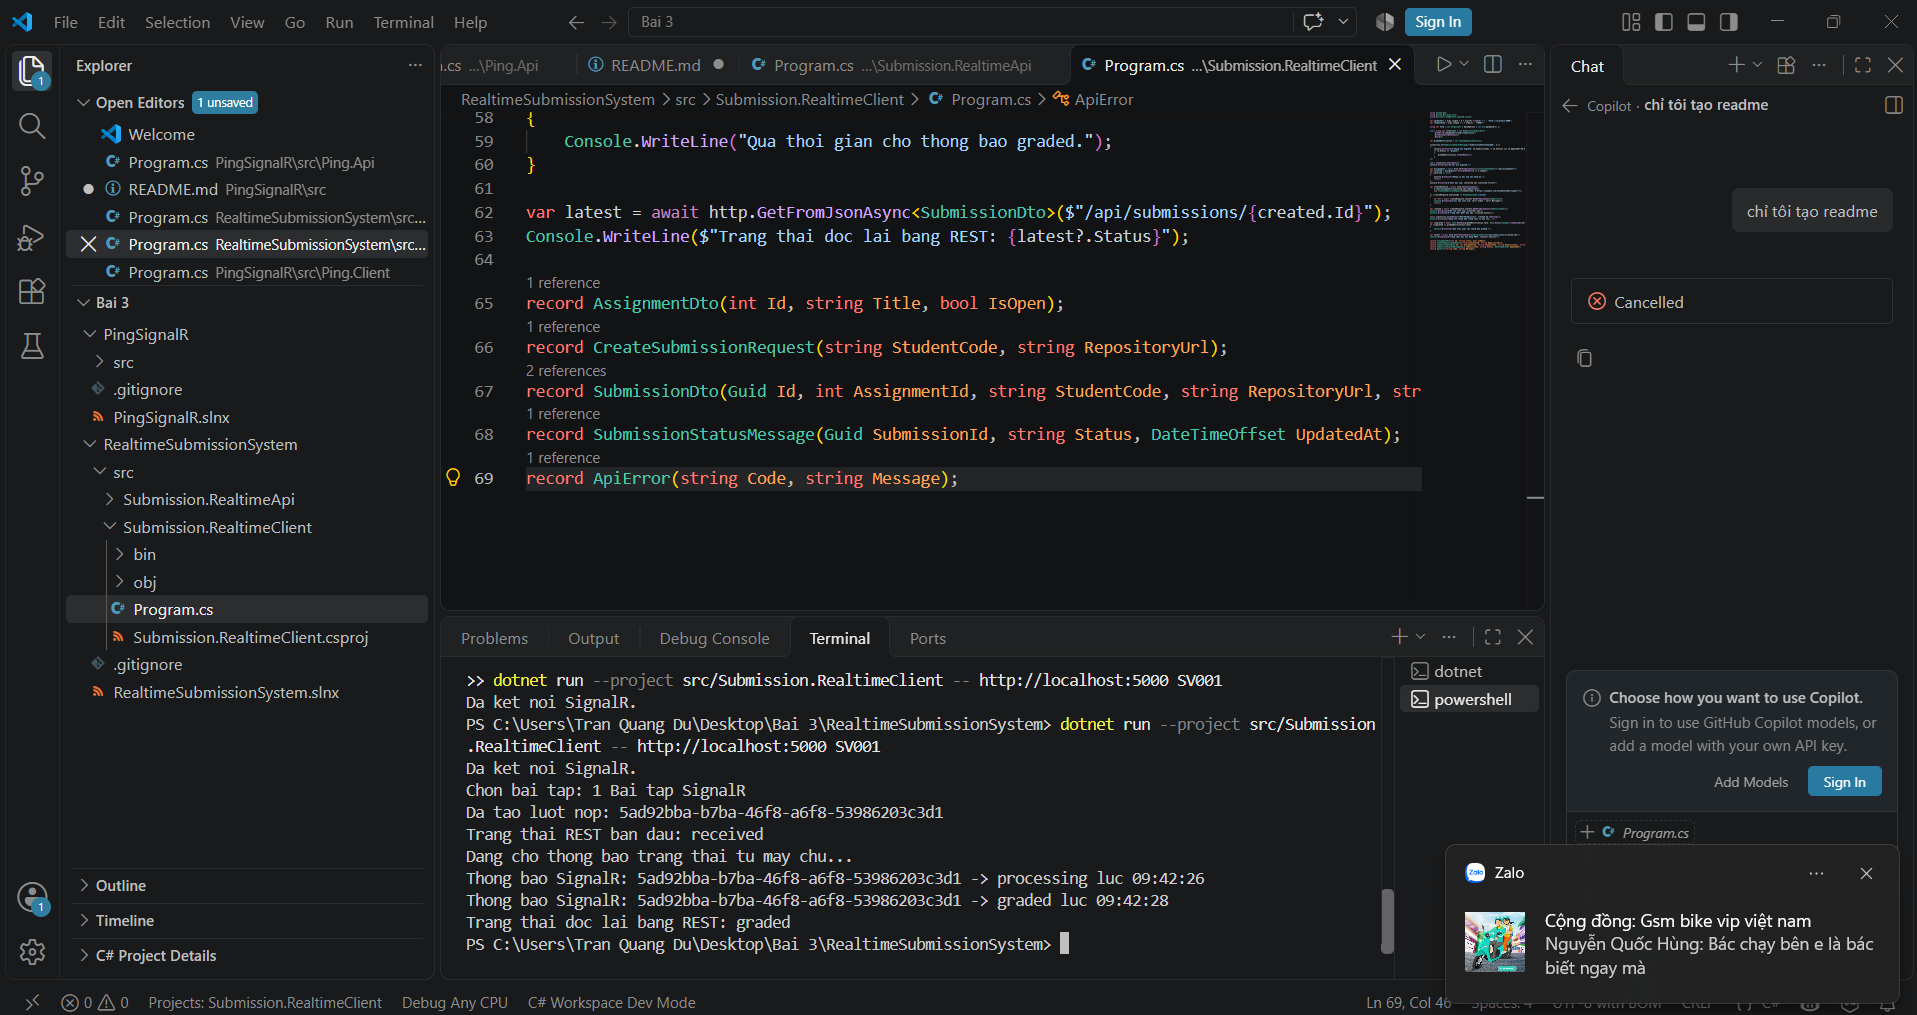 File Edit Selection View Go Run Terminal Help
Bai 3
Sign In
Explorer
Open Editors 1 unsaved
Welcome
Program.cs PingSignalR\src\Ping.Api
README.md PingSignalR\src
Program.cs RealtimeSubmissionSystem\src...
Program.cs RealtimeSubmissionSystem\src...
Program.cs PingSignalR\src\Ping.Client
Bai 3
PingSignalR
src
.gitignore
PingSignalR.slnx
RealtimeSubmissionSystem
src
Submission.RealtimeApi
Submission.RealtimeClient
bin
obj
Program.cs
Submission.RealtimeClient.csproj
.gitignore
RealtimeSubmissionSystem.slnx
Outline
Timeline
C# Project Details
.cs ...\Ping.Api
README.md
Program.cs ...\Submission.RealtimeApi
Program.cs ...\Submission.RealtimeClient
RealtimeSubmissionSystem > src > Submission.RealtimeClient > Program.cs > ApiError
58 {
59 Console.WriteLine("Qua thoi gian cho thong bao graded.");
60 }
61
62 var latest = await http.GetFromJsonAsync<SubmissionDto>($"/api/submissions/{created.Id}");
63 Console.WriteLine($"Trang thai doc lai bang REST: {latest?.Status}");
64
1 reference
65 record AssignmentDto(int Id, string Title, bool IsOpen);
1 reference
66 record CreateSubmissionRequest(string StudentCode, string RepositoryUrl);
2 references
67 record SubmissionDto(Guid Id, int AssignmentId, string StudentCode, string RepositoryUrl, str
1 reference
68 record SubmissionStatusMessage(Guid SubmissionId, string Status, DateTimeOffset UpdatedAt);
1 reference
69 record ApiError(string Code, string Message);
Problems Output Debug Console Terminal Ports
>> dotnet run --project src/Submission.RealtimeClient -- http://localhost:5000 SV001
Da ket noi SignalR.
PS C:\Users\Tran Quang Du\Desktop\Bai 3\RealtimeSubmissionSystem> dotnet run --project src/Submission
.RealtimeClient -- http://localhost:5000 SV001
Da ket noi SignalR.
Chon bai tap: 1 Bai tap SignalR
Da tao luot nop: 5ad92bba-b7ba-46f8-a6f8-53986203c3d1
Trang thai REST ban dau: received
Dang cho thong bao trang thai tu may chu...
Thong bao SignalR: 5ad92bba-b7ba-46f8-a6f8-53986203c3d1 -> processing luc 09:42:26
Thong bao SignalR: 5ad92bba-b7ba-46f8-a6f8-53986203c3d1 -> graded luc 09:42:28
Trang thai doc lai bang REST: graded
PS C:\Users\Tran Quang Du\Desktop\Bai 3\RealtimeSubmissionSystem>
dotnet
powershell
Chat
Copilot · chỉ tôi tạo readme
chỉ tôi tạo readme
Cancelled
Choose how you want to use Copilot.
Sign in to use GitHub Copilot models, or
add a model with your own API key.
Add Models Sign In
Program.cs
Zalo
Cộng đồng: Gsm bike vip việt nam
Nguyễn Quốc Hùng: Bác chạy bên e là bác
biết ngay mà
0 0 Projects: Submission.RealtimeClient Debug Any CPU C# Workspace Dev Mode
Ln 69, Col 46